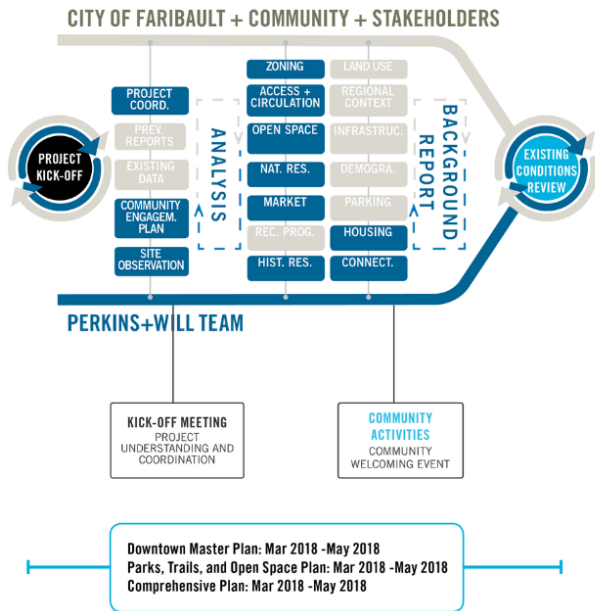 CITY OF FARIBAULT + COMMUNITY + STAKEHOLDERS
PROJECT
KICK-OFF
PROJECT
COORD.
PREV.
REPORTS
EXISTING
DATA
COMMUNITY
ENGAGEM.
PLAN
SITE
OBSERVATION
ANALYSIS
ZONING
ACCESS +
CIRCULATION
OPEN SPACE
NAT. RES.
MARKET
REC. PROG.
HIST. RES.
LAND USE
REGIONAL
CONTEXT
INFRASTRUC.
DEMOGRA.
PARKING
HOUSING
CONNECT.
BACKGROUND
REPORT
EXISTING
CONDITIONS
REVIEW
PERKINS+WILL TEAM
KICK-OFF MEETING
PROJECT
UNDERSTANDING AND
COORDINATION
COMMUNITY
ACTIVITIES
COMMUNITY
WELCOMING EVENT
Downtown Master Plan: Mar 2018 -May 2018
Parks, Trails, and Open Space Plan: Mar 2018 -May 2018
Comprehensive Plan: Mar 2018 -May 2018